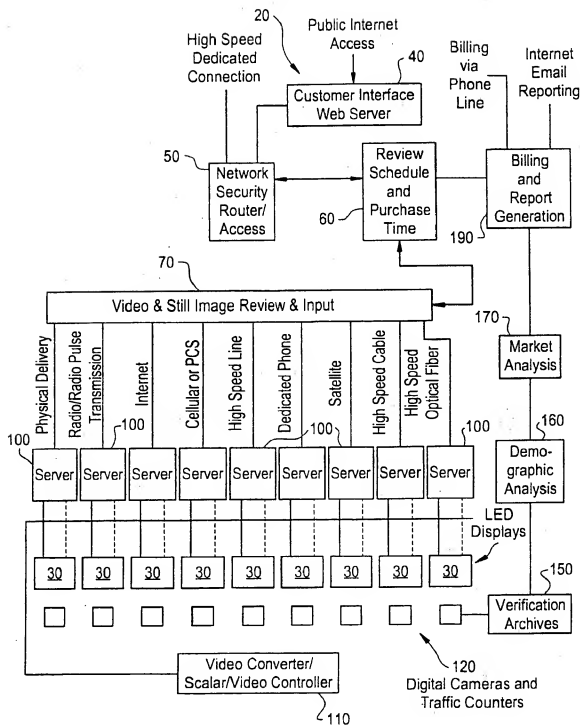 20
Public Internet
Access
High Speed
Dedicated
Connection
40
Customer Interface
Web Server
Billing
via
Phone
Line
Internet
Email
Reporting
50
Network
Security
Router/
Access
Review
Schedule
and
Purchase
Time
60
Billing
and
Report
Generation
190
70
Video & Still Image Review & Input
170
Market
Analysis
Physical Delivery
Radio/Radio Pulse
Transmission
Internet
Cellular or PCS
High Speed Line
Dedicated Phone
Satellite
High Speed Cable
High Speed
Optical Fiber
160
Demo-
graphic
Analysis
100
100
100
100
Server
Server
Server
Server
Server
Server
Server
Server
Server
LED
Displays
30
30
30
30
30
30
30
30
30
150
Verification
Archives
120
Digital Cameras and
Traffic Counters
Video Converter/
Scalar/Video Controller
110